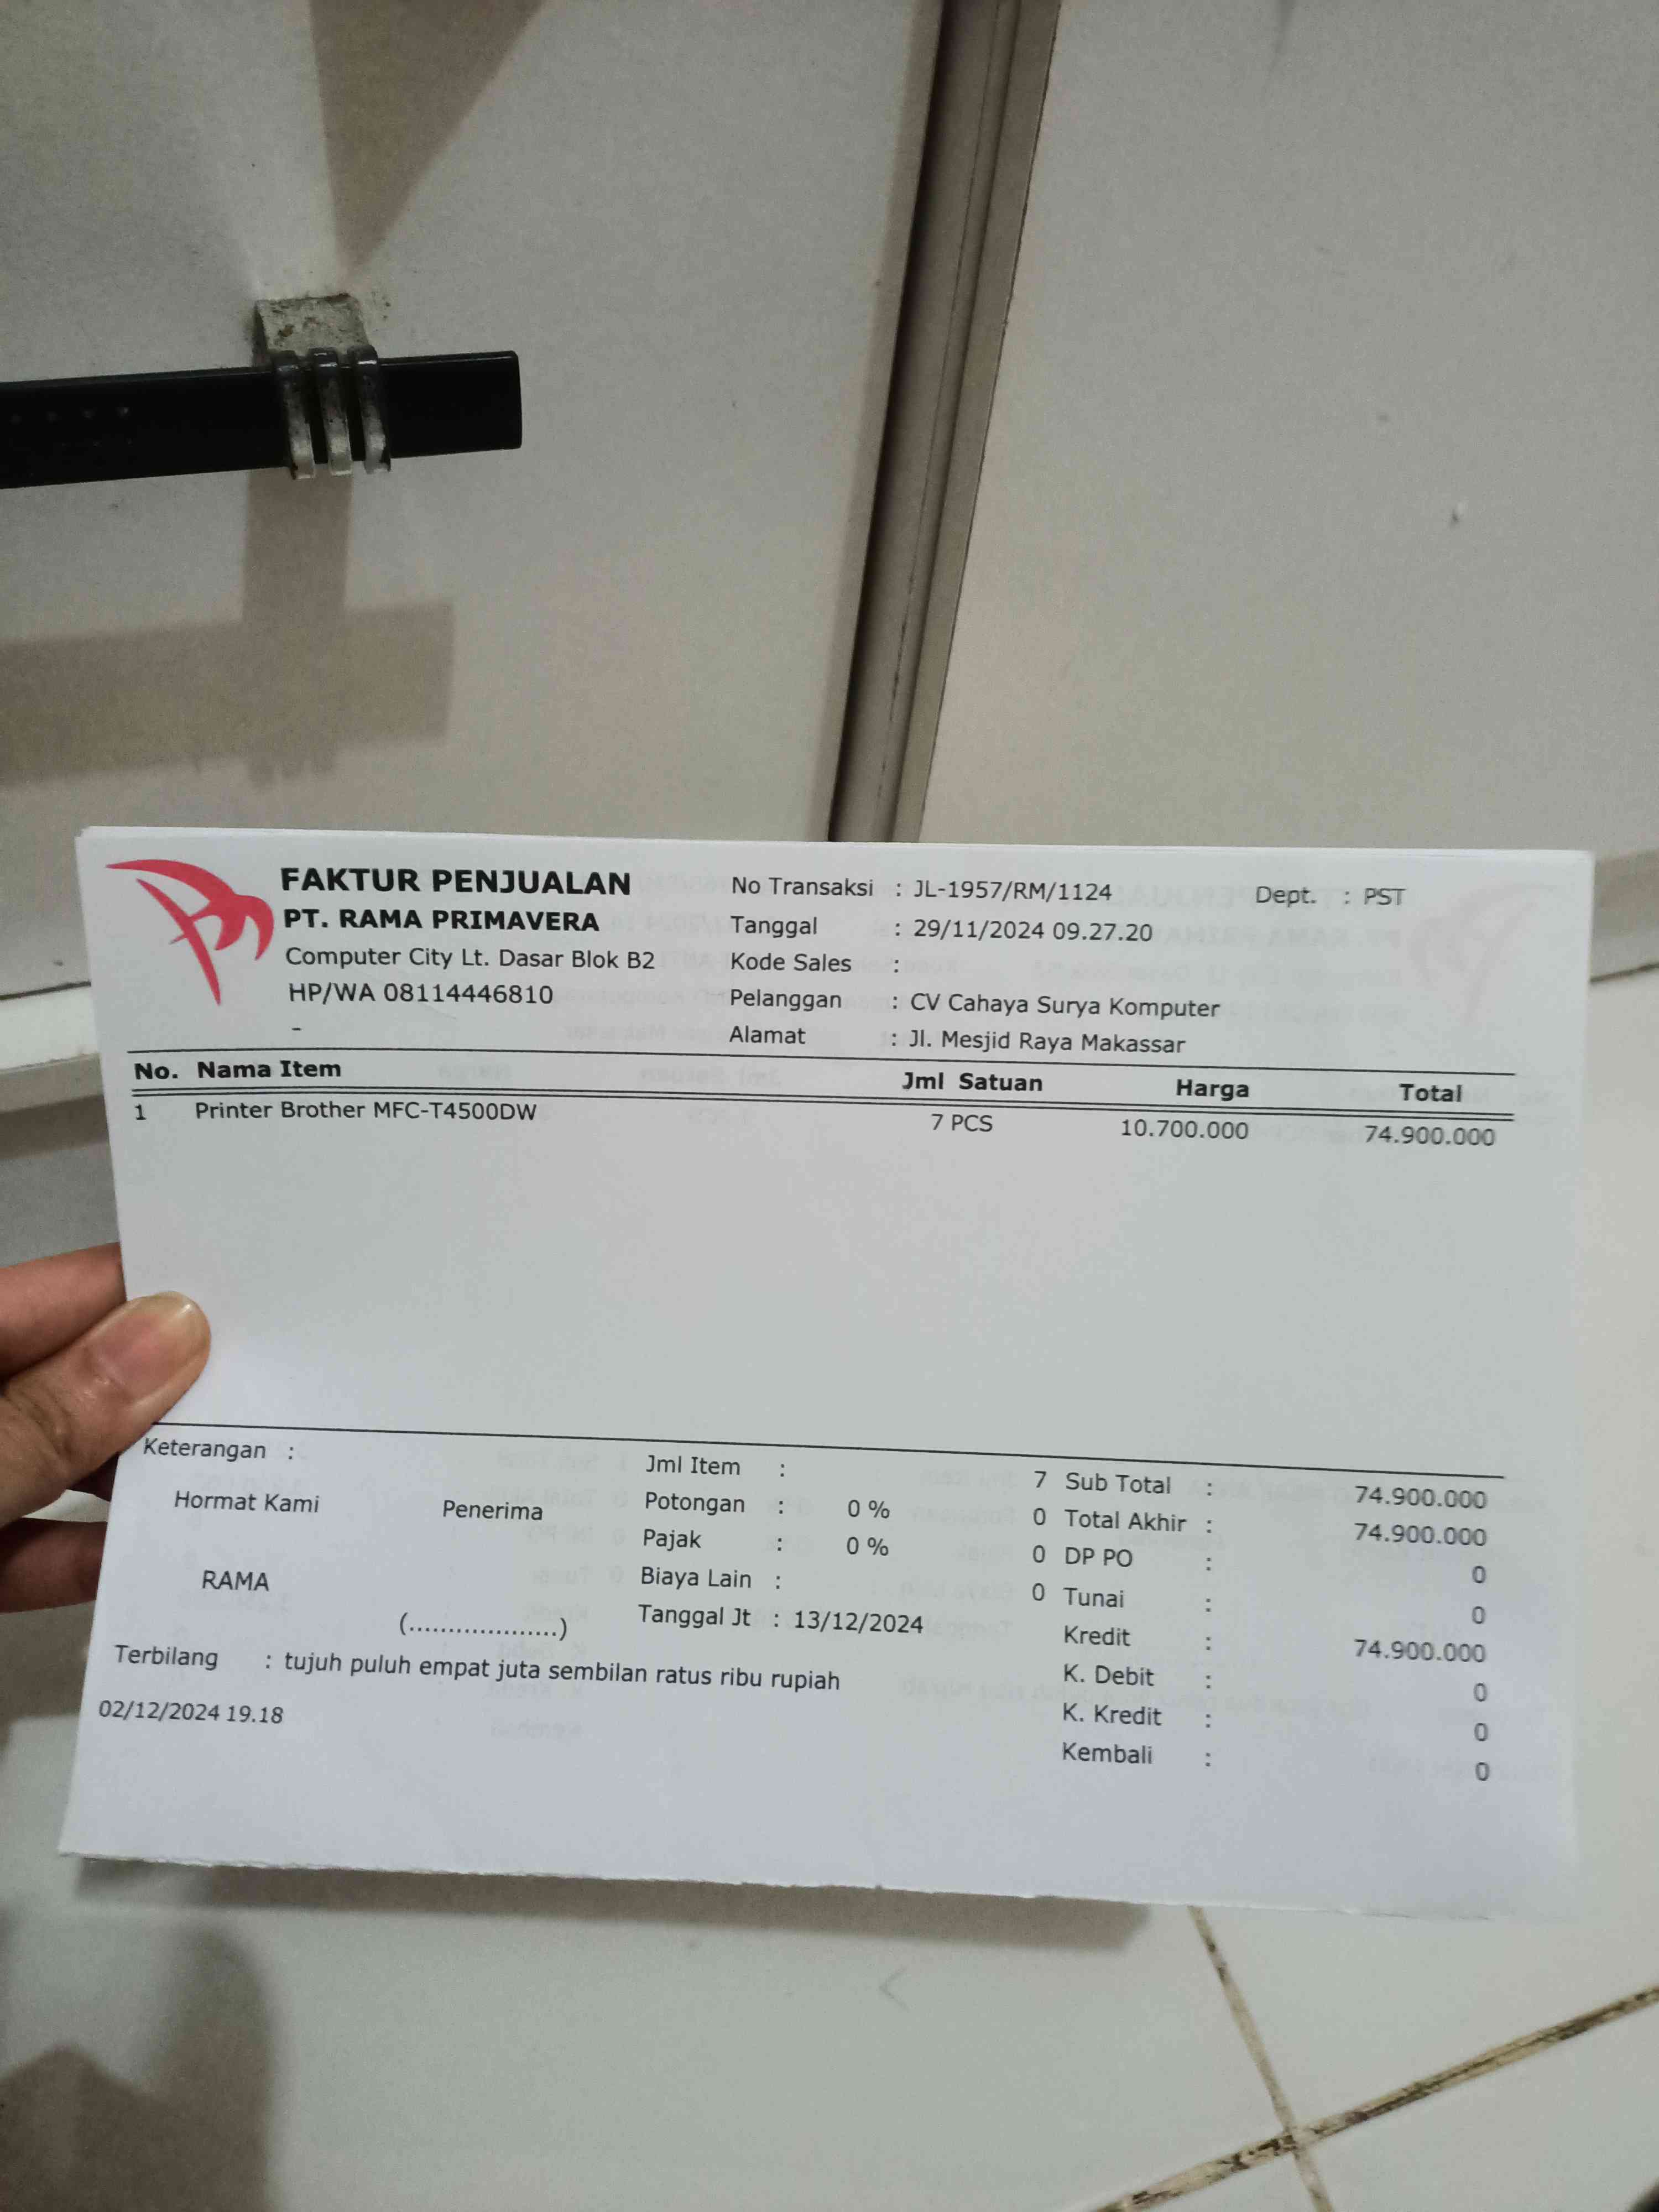 FAKTUR PENJUALAN
PT. RAMA PRIMAVERA
Computer City Lt. Dasar Blok B2
HP/WA 08114446810
-
No Transaksi : JL-1957/RM/1124 Dept. : PST
Tanggal : 29/11/2024 09.27.20
Kode Sales :
Pelanggan : CV Cahaya Surya Komputer
Alamat : Jl. Mesjid Raya Makassar
No. Nama Item Jml Satuan Harga Total
1 Printer Brother MFC-T4500DW 7 PCS 10.700.000 74.900.000
Keterangan :
Hormat Kami Penerima
RAMA
(...................)
Jml Item : 7
Potongan : 0 % 0
Pajak : 0 % 0
Biaya Lain : 0
Tanggal Jt : 13/12/2024
Sub Total : 74.900.000
Total Akhir : 74.900.000
DP PO : 0
Tunai : 0
Kredit : 74.900.000
K. Debit : 0
K. Kredit : 0
Kembali : 0
Terbilang : tujuh puluh empat juta sembilan ratus ribu rupiah
02/12/2024 19.18